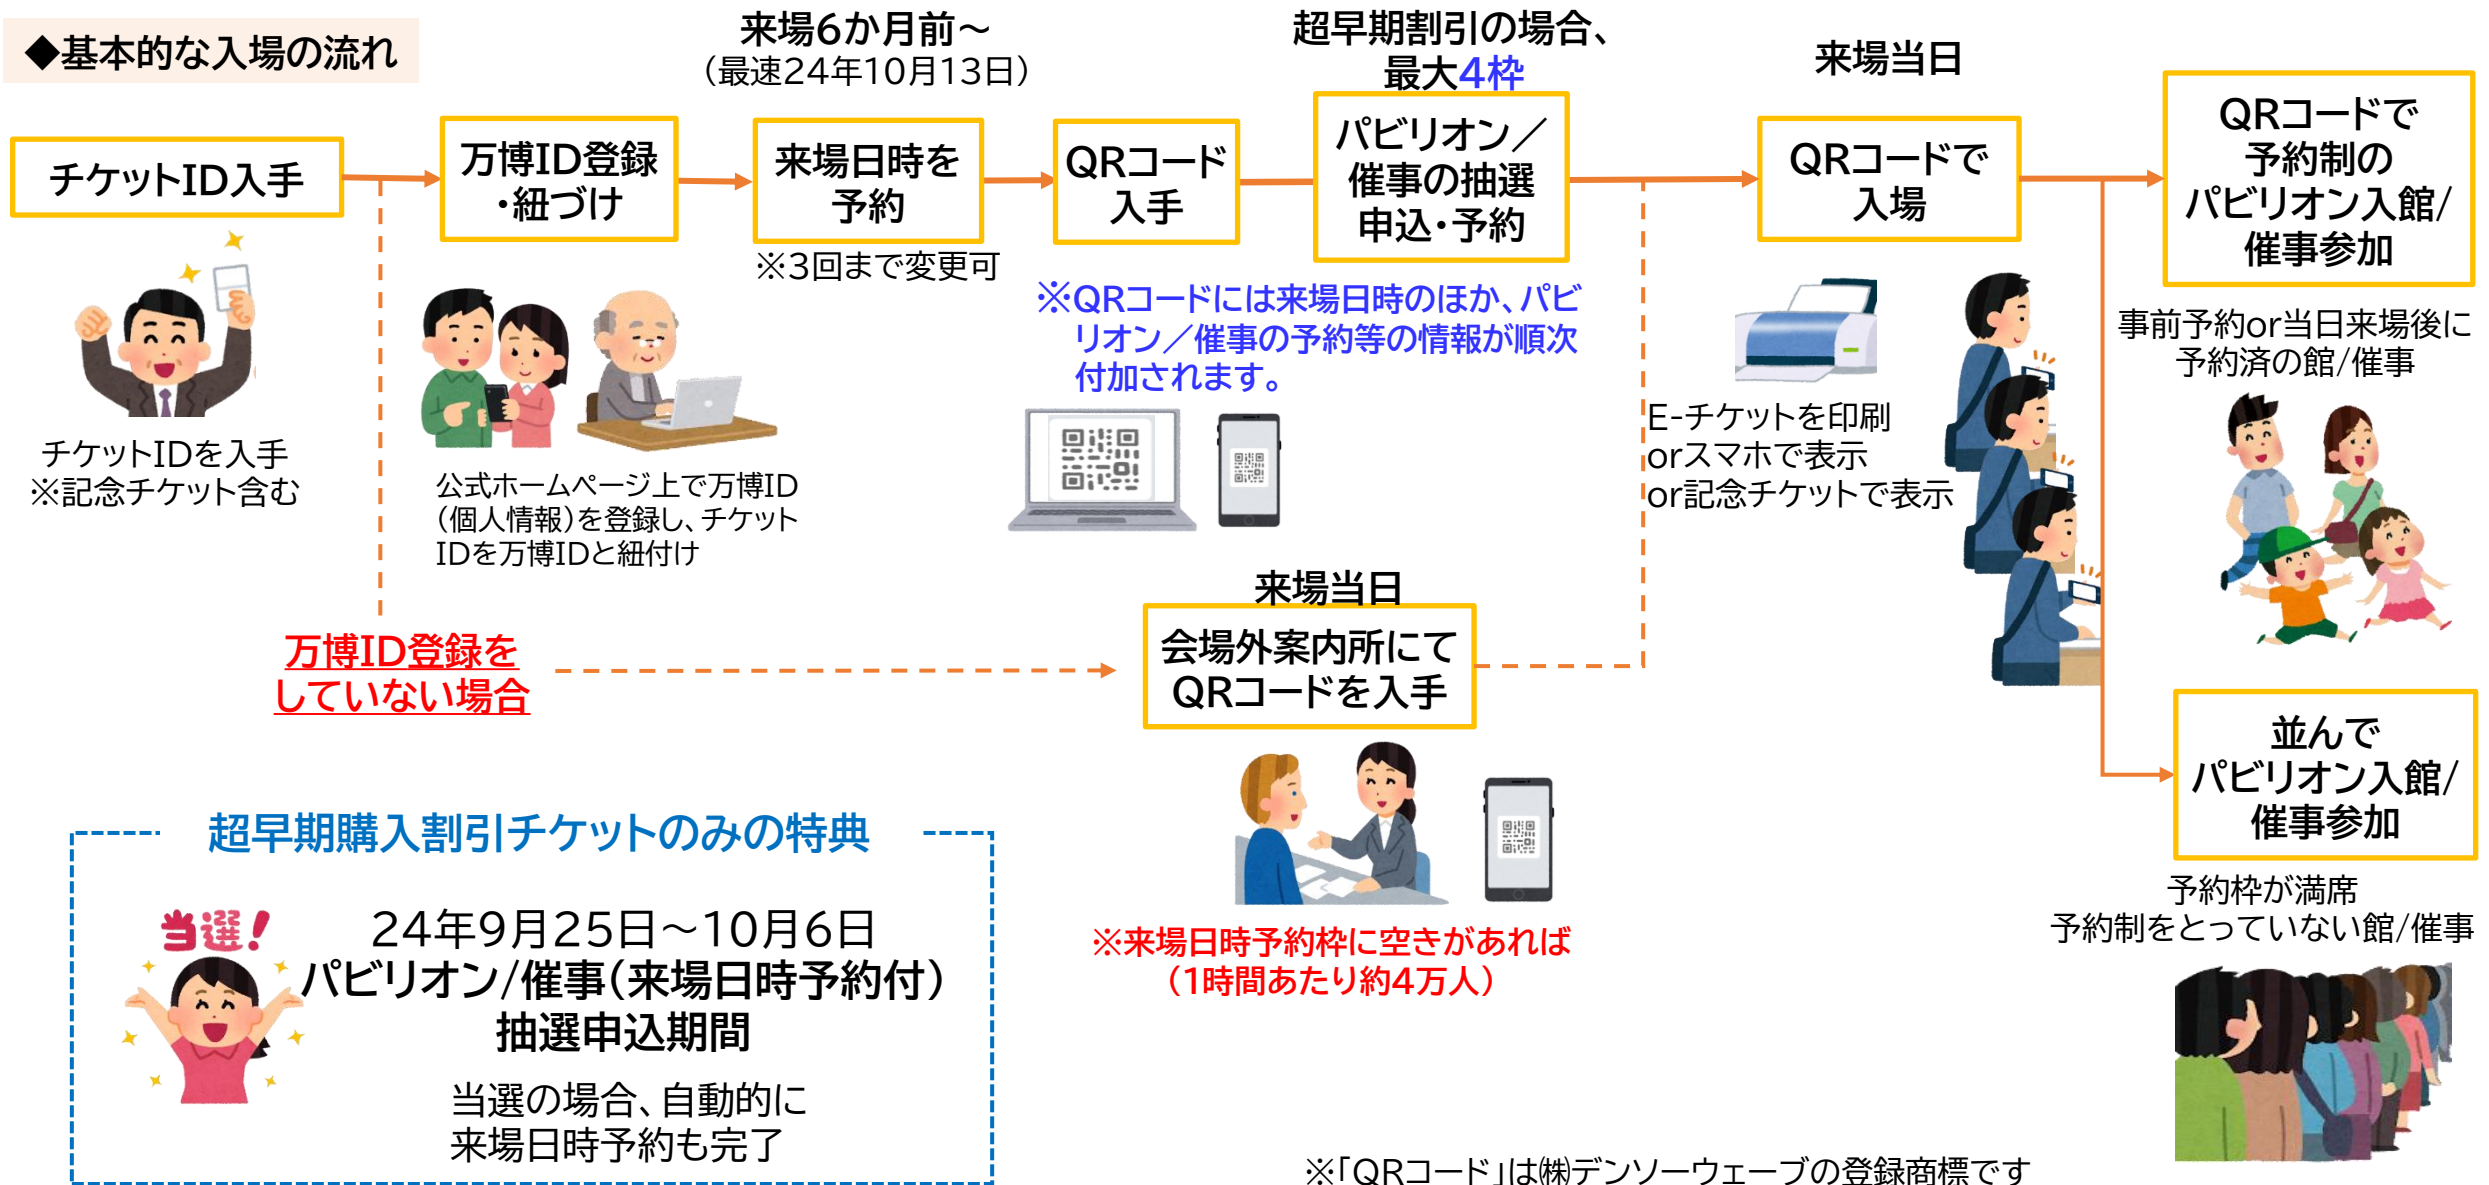 ◆基本的な入場の流れ
チケットID入手
チケットIDを入手
※記念チケット含む
万博ID登録
・紐づけ
公式ホームページ上で万博ID
(個人情報)を登録し、チケット
IDを万博IDと紐付け
来場6か月前～
(最速24年10月13日)
来場日時を
予約
※3回まで変更可
QRコード
入手
超早期割引の場合、
最大4枠
パビリオン／
催事の抽選
申込・予約
※QRコードには来場日時のほか、パビ
リオン／催事の予約等の情報が順次
付加されます。
来場当日
QRコードで
入場
E-チケットを印刷
orスマホで表示
or記念チケットで表示
QRコードで
予約制の
パビリオン入館/
催事参加
事前予約or当日来場後に
予約済の館/催事
万博ID登録を
していない場合
来場当日
会場外案内所にて
QRコードを入手
※来場日時予約枠に空きがあれば
(1時間あたり約4万人)
並んで
パビリオン入館/
催事参加
予約枠が満席
予約制をとっていない館/催事
超早期購入割引チケットのみの特典
当選!
24年9月25日～10月6日
パビリオン/催事(来場日時予約付)
抽選申込期間
当選の場合、自動的に
来場日時予約も完了
※「QRコード」は㈱デンソーウェーブの登録商標です